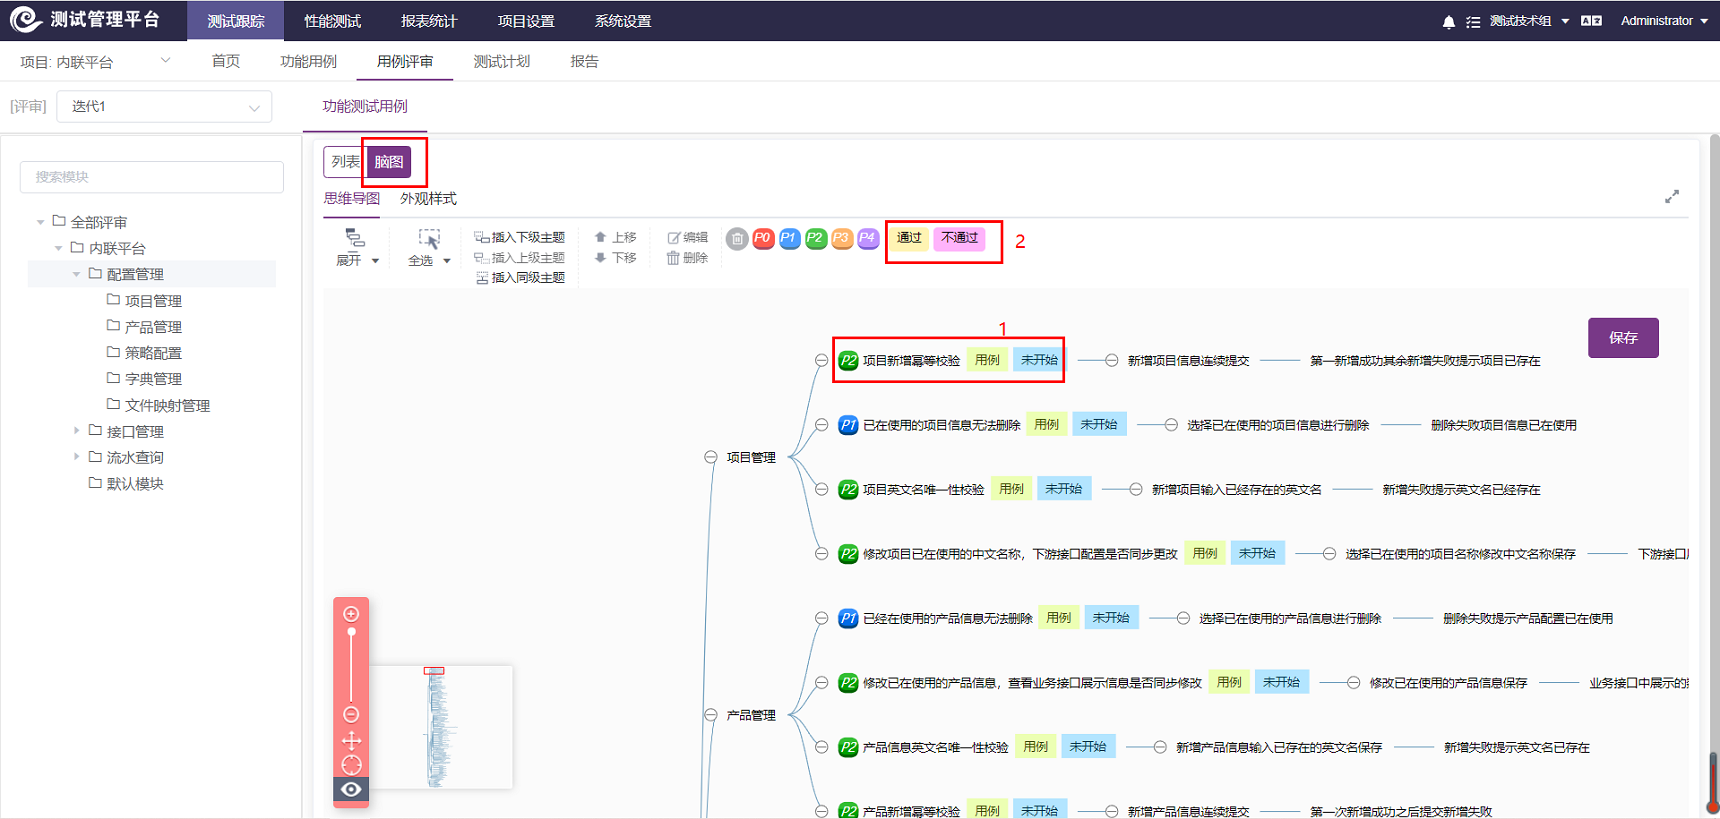 测试管理平台 测试跟踪 性能测试 报表统计 项目设置 系统设置 测试技术组 Administrator
项目: 内联平台 首页 功能用例 用例评审 测试计划 报告
[评审] 迭代1 功能测试用例
列表 脑图
搜索模块
思维导图 外观样式
全部评审
内联平台
配置管理
项目管理
产品管理
策略配置
字典管理
文件映射管理
接口管理
流水查询
默认模块
展开 全选
插入下级主题
插入上级主题
插入同级主题
上移
下移
编辑
删除
P0 P1 P2 P3 P4 通过 不通过 2
1
保存
P2 项目新增幂等校验 用例 未开始 新增项目信息连续提交 第一新增成功其余新增失败提示项目已存在
P1 已在使用的项目信息无法删除 用例 未开始 选择已在使用的项目信息进行删除 删除失败项目信息已在使用
项目管理
P2 项目英文名唯一性校验 用例 未开始 新增项目输入已经存在的英文名 新增失败提示英文名已经存在
P2 修改项目已在使用的中文名称，下游接口配置是否同步更改 用例 未开始 选择已在使用的项目名称修改中文名称保存 下游接口
P1 已经在使用的产品信息无法删除 用例 未开始 选择已在使用的产品信息进行删除 删除失败提示产品配置已在使用
P2 修改已在使用的产品信息，查看业务接口展示信息是否同步修改 用例 未开始 修改已在使用的产品信息保存 业务接口中展示的
产品管理
P2 产品信息英文名唯一性校验 用例 未开始 新增产品信息输入已存在的英文名保存 新增失败提示英文名已存在
P2 产品新增幂等校验 用例 未开始 新增产品信息连续提交 第一次新增成功之后提交新增失败